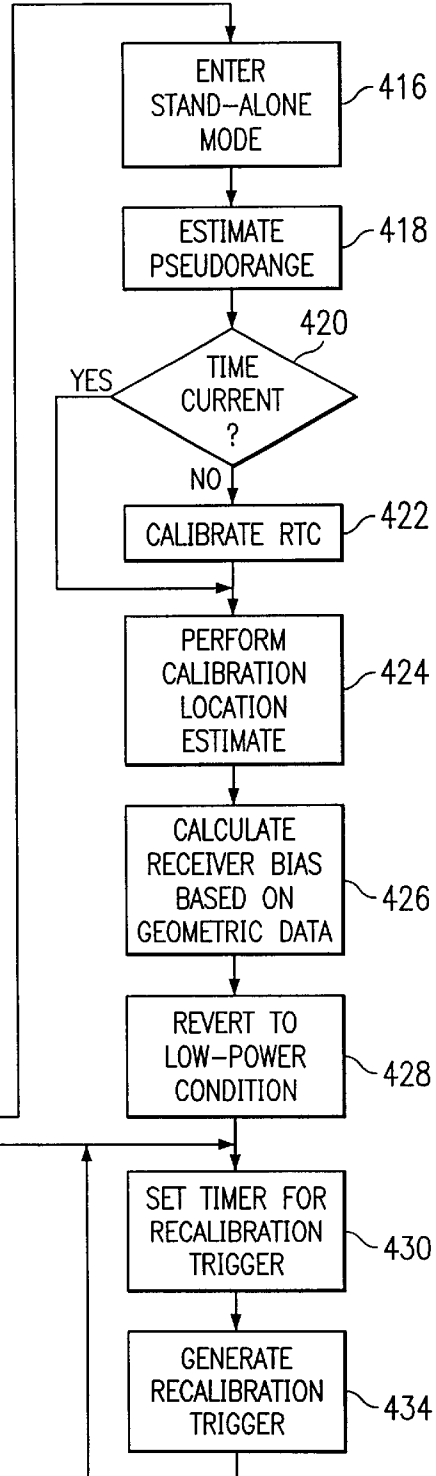 ENTER
STAND-ALONE
MODE
416
ESTIMATE
PSEUDORANGE
418
420
TIME
CURRENT
?
YES
NO
CALIBRATE RTC
422
PERFORM
CALIBRATION
LOCATION
ESTIMATE
424
CALCULATE
RECEIVER BIAS
BASED ON
GEOMETRIC DATA
426
REVERT TO
LOW-POWER
CONDITION
428
SET TIMER FOR
RECALIBRATION
TRIGGER
430
GENERATE
RECALIBRATION
TRIGGER
434